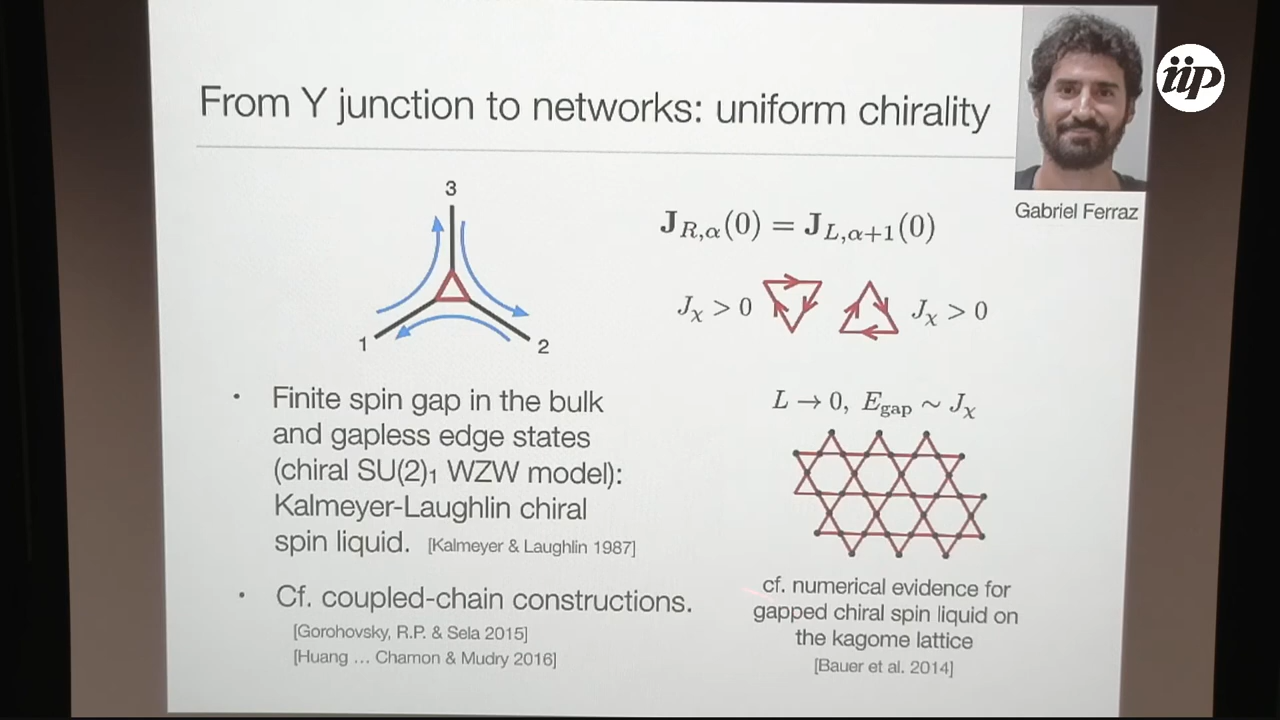 iip
From Y junction to networks: uniform chirality
Gabriel Ferraz
3
1
2
J_{R,α}(0) = J_{L,α+1}(0)
J_χ > 0
J_χ > 0
• Finite spin gap in the bulk
and gapless edge states
(chiral SU(2)₁ WZW model):
Kalmeyer-Laughlin chiral
spin liquid. [Kalmeyer & Laughlin 1987]
• Cf. coupled-chain constructions.
[Gorohovsky, R.P. & Sela 2015]
[Huang ... Chamon & Mudry 2016]
L → 0, E_gap ~ J_χ
cf. numerical evidence for
gapped chiral spin liquid on
the kagome lattice
[Bauer et al. 2014]